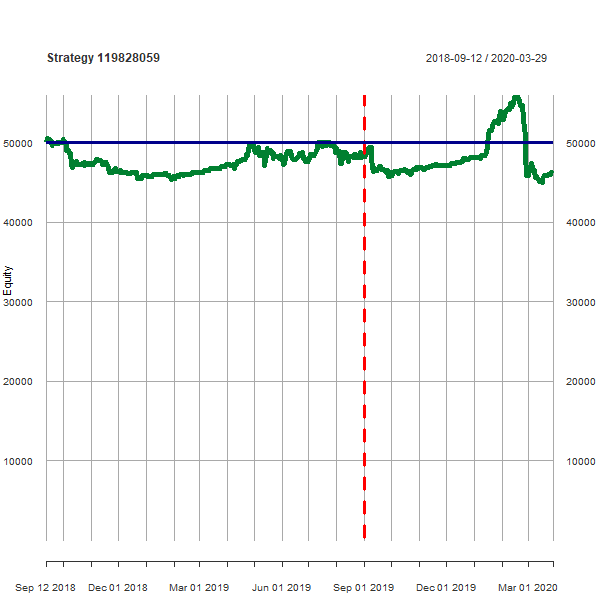 Strategy 119828059
2018-09-12 / 2020-03-29
50000 50000
40000 40000
Equity
30000 30000
20000 20000
10000 10000
Sep 12 2018 Dec 01 2018 Mar 01 2019 Jun 01 2019 Sep 01 2019 Dec 01 2019 Mar 01 2020